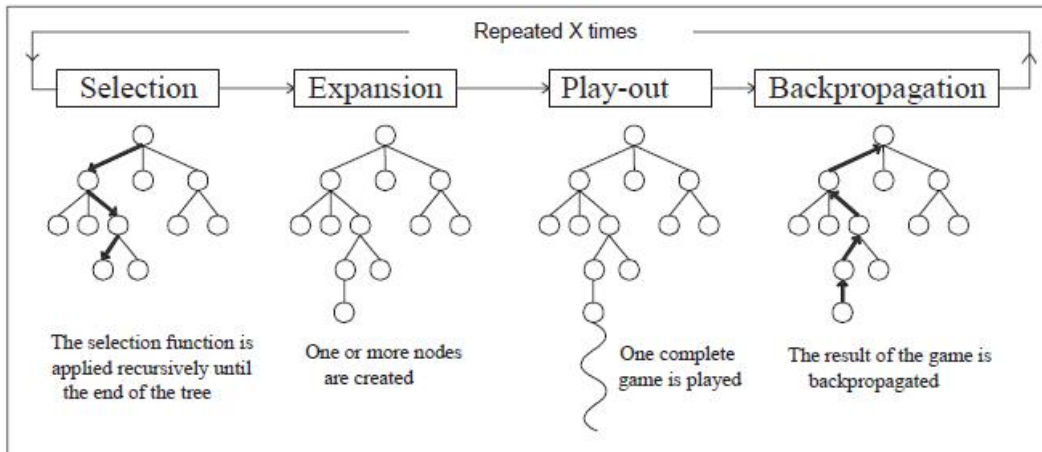 Repeated X times
Selection
Expansion
Play-out
Backpropagation
The selection function is
applied recursively until
the end of the tree
One or more nodes
are created
One complete
game is played
The result of the game is
backpropagated